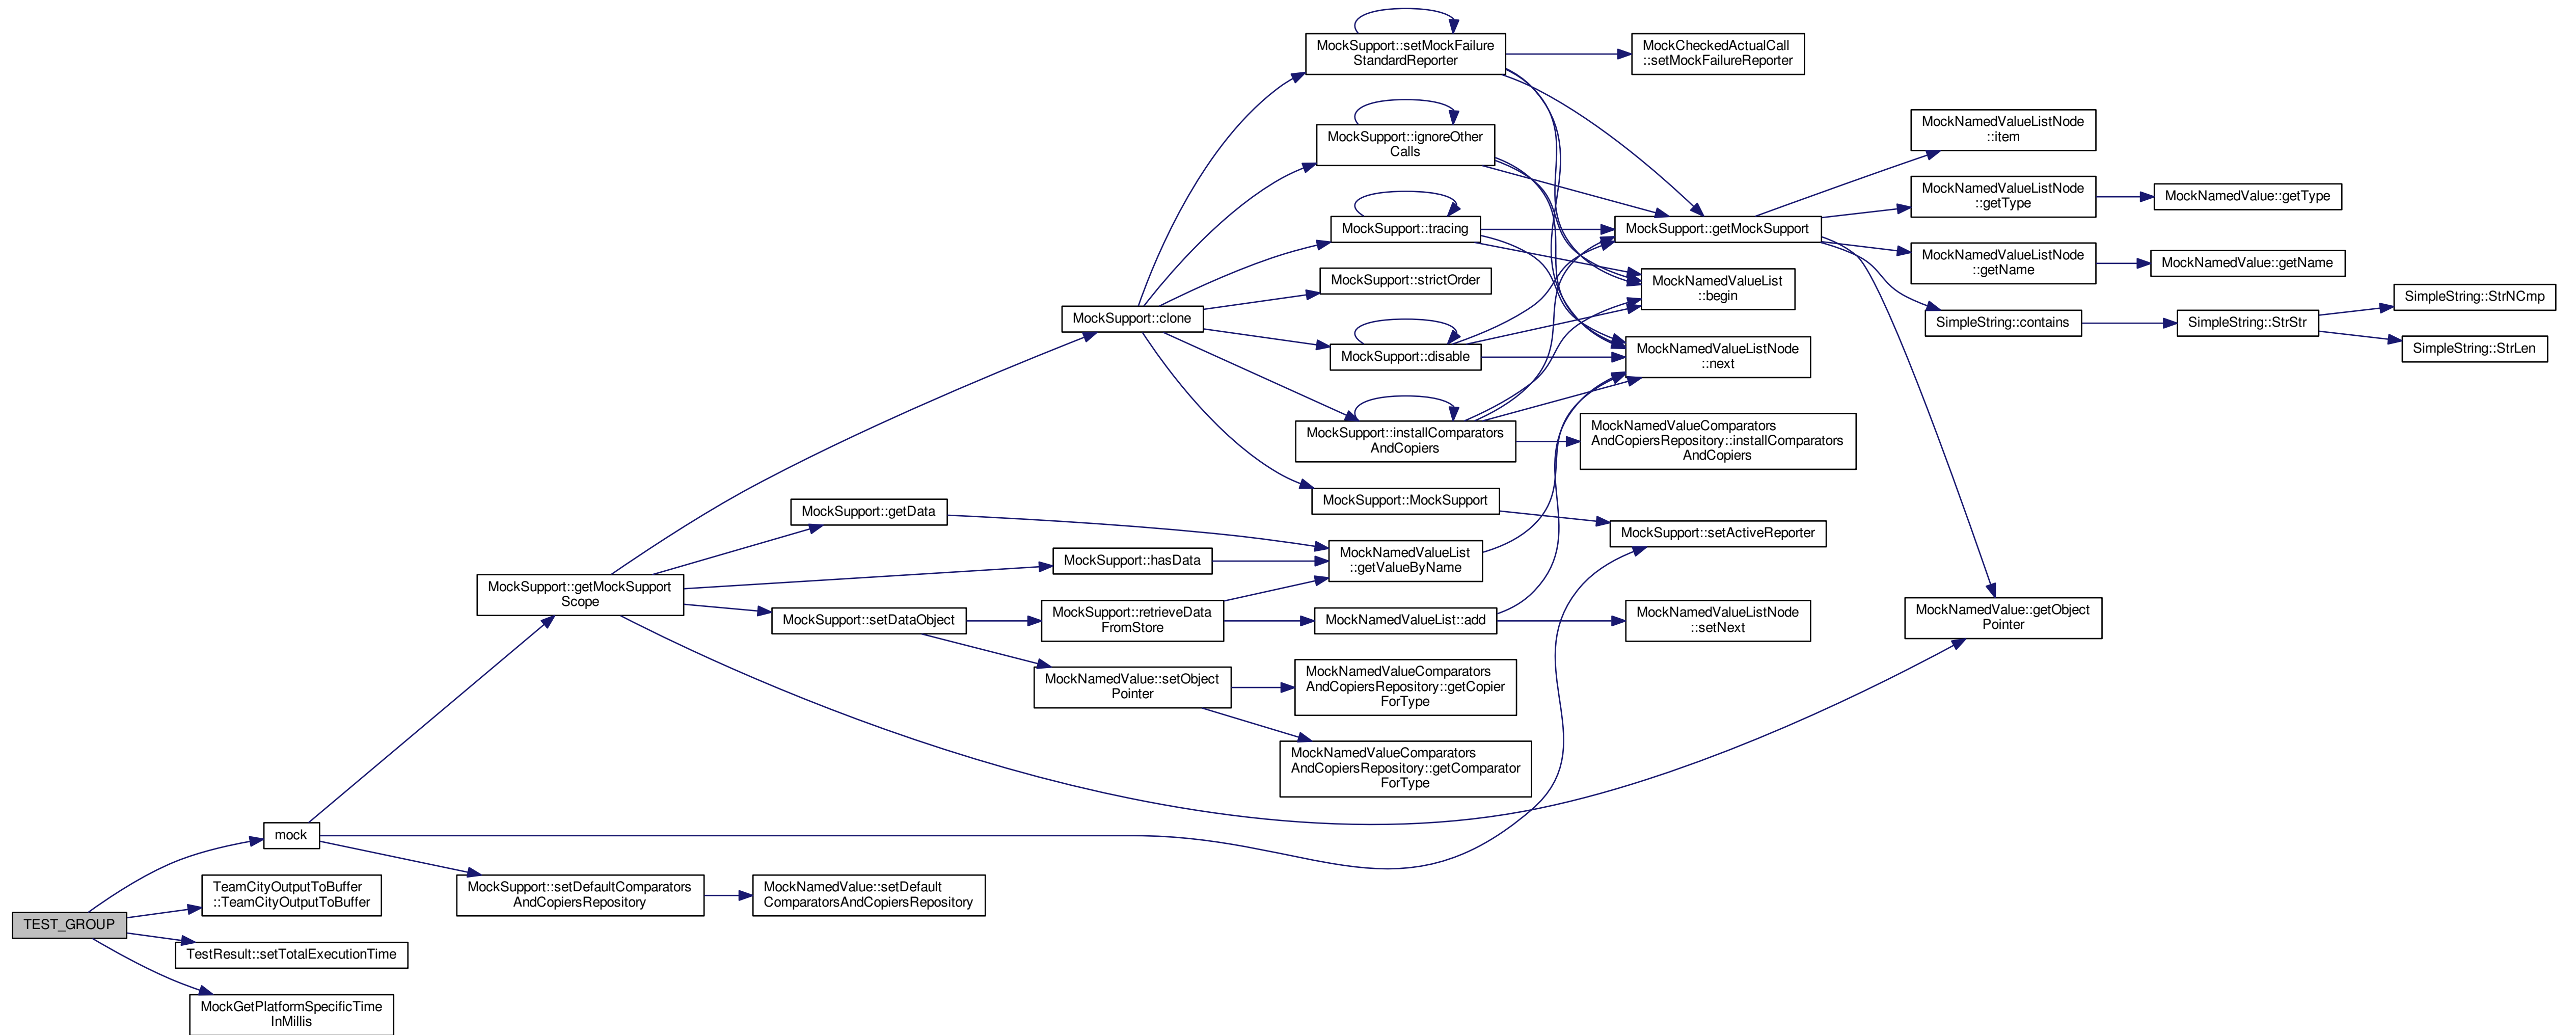 MockSupport::setMockFailure
StandardReporter
MockCheckedActualCall
::setMockFailureReporter
MockSupport::ignoreOther
Calls
MockNamedValueListNode
::item
MockNamedValueListNode
::getType
MockNamedValue::getType
MockSupport::tracing
MockSupport::getMockSupport
MockNamedValueListNode
::getName
MockNamedValue::getName
MockSupport::strictOrder
MockNamedValueList
::begin
SimpleString::StrNCmp
MockSupport::clone
SimpleString::contains
SimpleString::StrStr
SimpleString::StrLen
MockSupport::disable
MockNamedValueListNode
::next
MockSupport::installComparators
AndCopiers
MockNamedValueComparators
AndCopiersRepository::installComparators
AndCopiers
MockSupport::MockSupport
MockSupport::getData
MockSupport::setActiveReporter
MockSupport::hasData
MockNamedValueList
::getValueByName
MockSupport::getMockSupport
Scope
MockSupport::setDataObject
MockSupport::retrieveData
FromStore
MockNamedValueList::add
MockNamedValueListNode
::setNext
MockNamedValue::getObject
Pointer
MockNamedValue::setObject
Pointer
MockNamedValueComparators
AndCopiersRepository::getCopier
ForType
MockNamedValueComparators
AndCopiersRepository::getComparator
ForType
mock
TeamCityOutputToBuffer
::TeamCityOutputToBuffer
MockSupport::setDefaultComparators
AndCopiersRepository
MockNamedValue::setDefault
ComparatorsAndCopiersRepository
TEST_GROUP
TestResult::setTotalExecutionTime
MockGetPlatformSpecificTime
InMillis